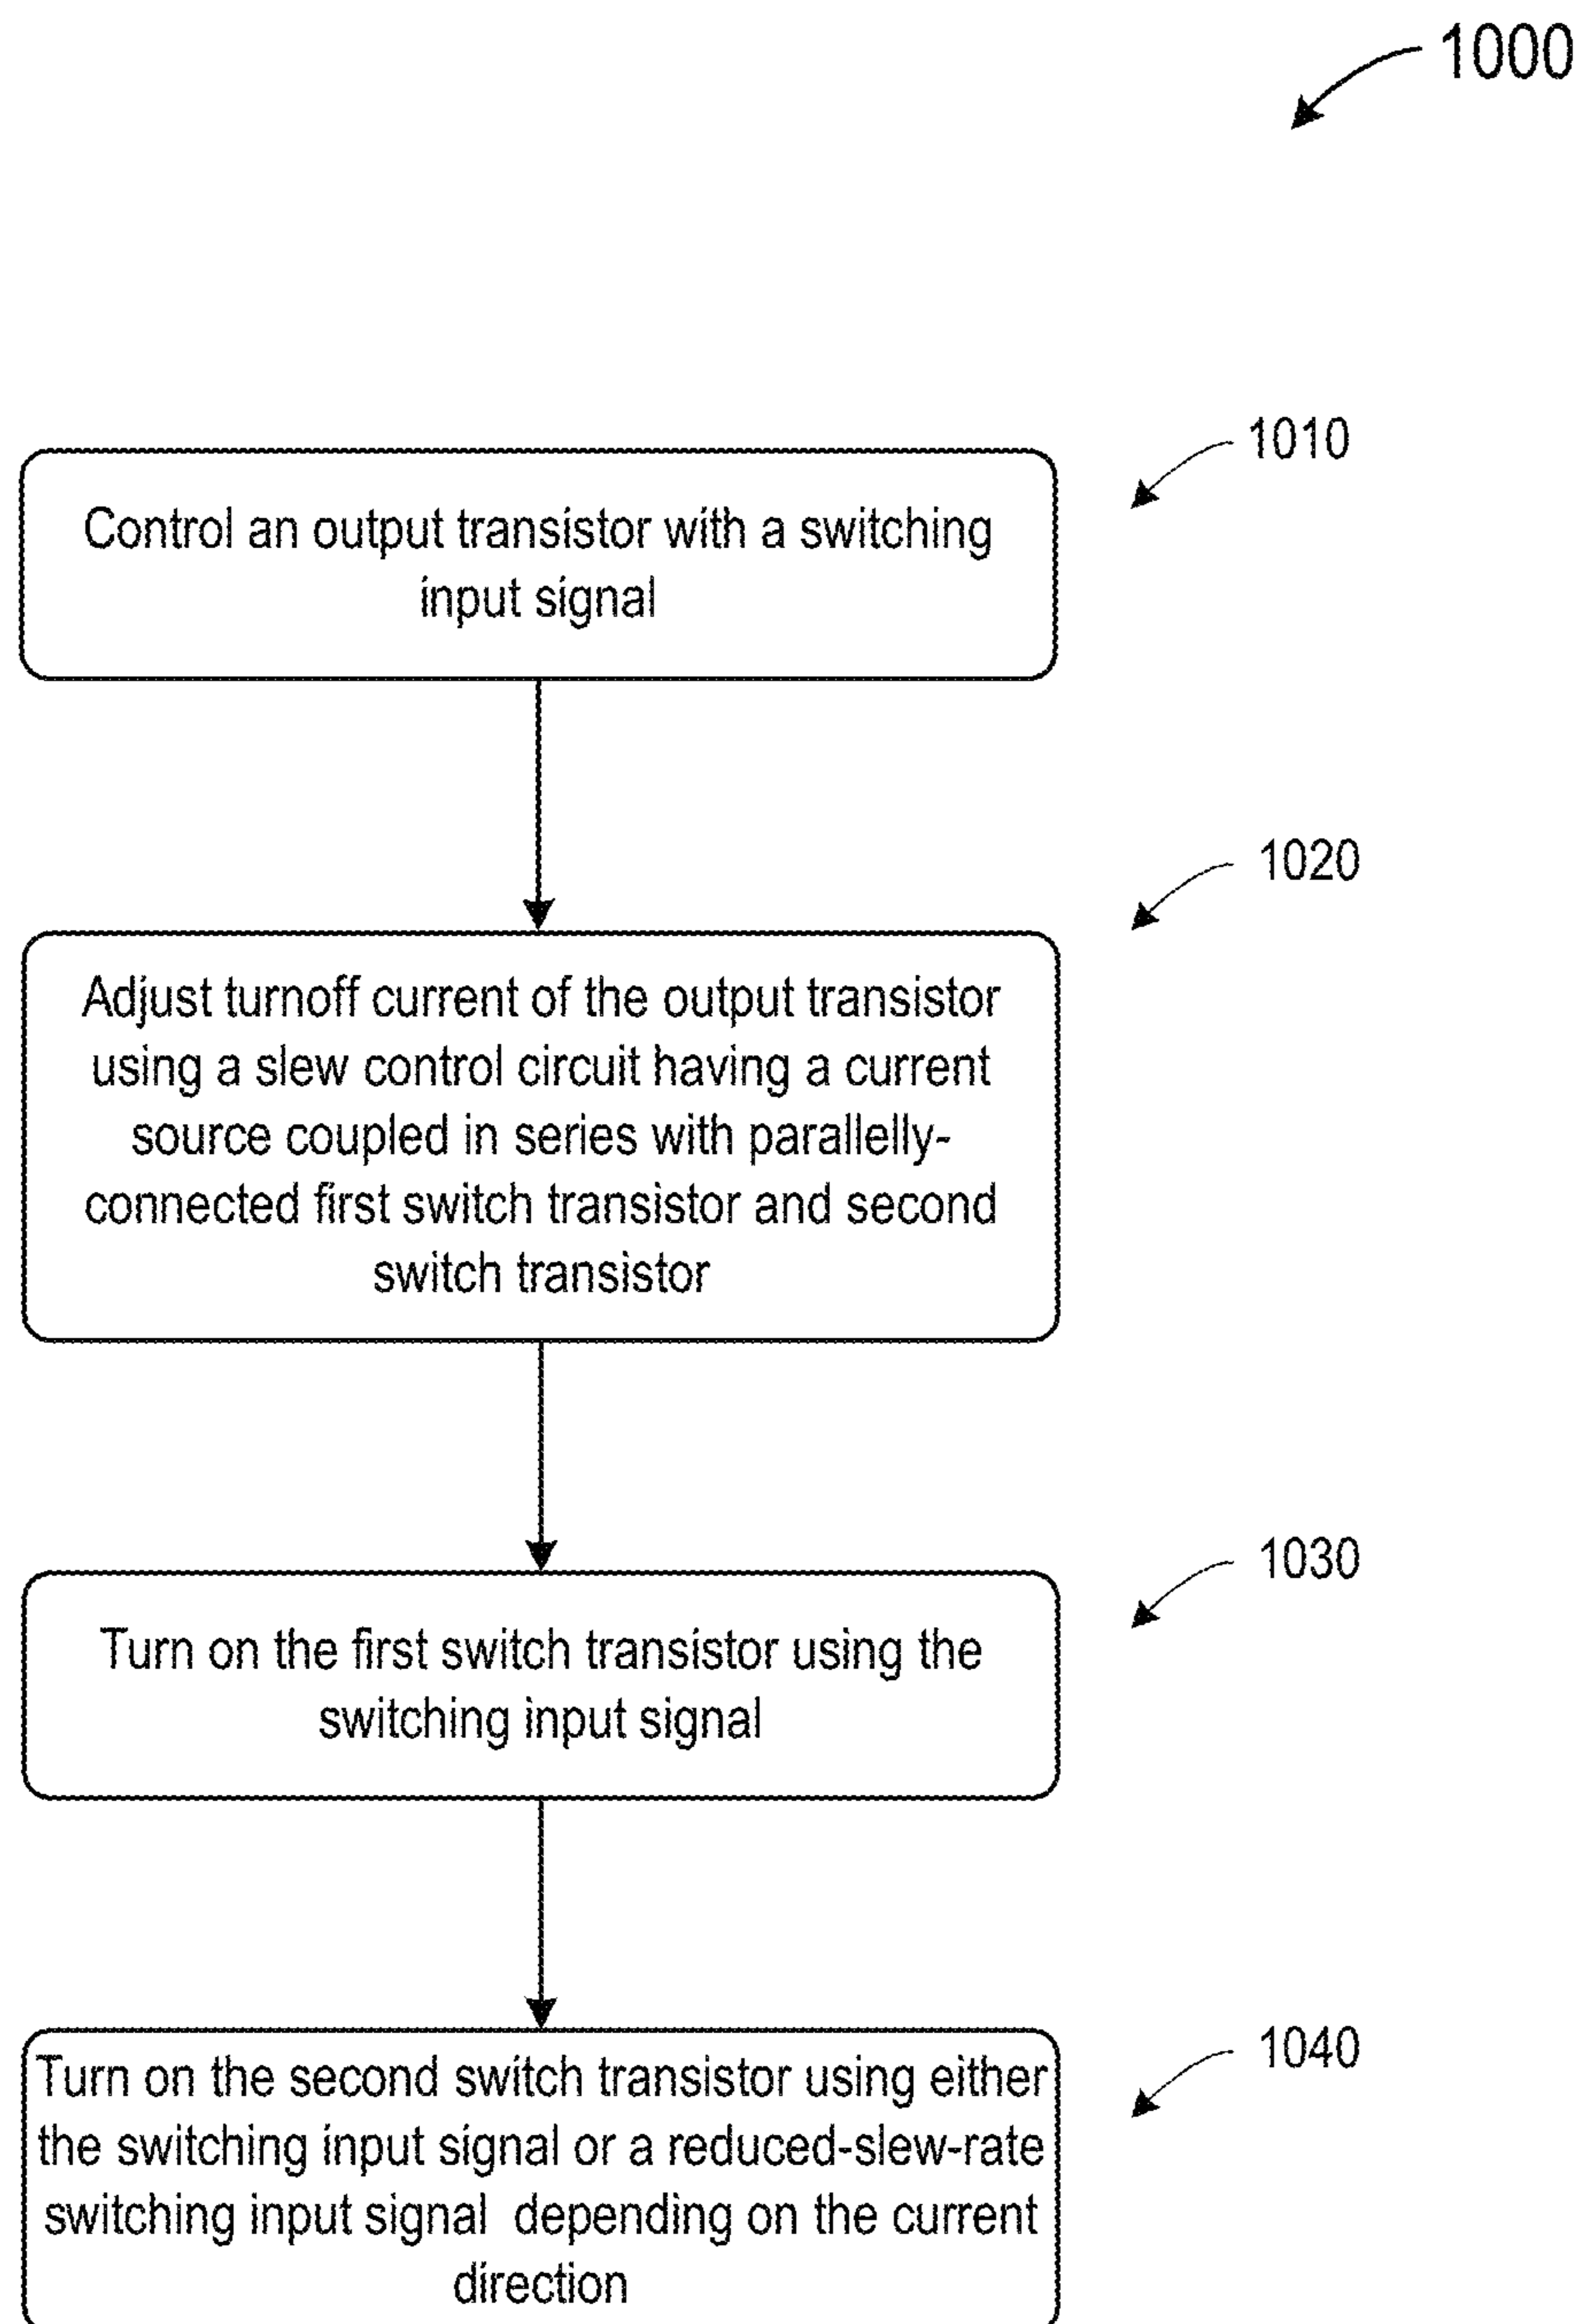 1000
1010
Control an output transistor with a switching
input signal
1020
Adjust turnoff current of the output transistor
using a slew control circuit having a current
source coupled in series with parallelly-
connected first switch transistor and second
switch transistor
1030
Turn on the first switch transistor using the
switching input signal
1040
Turn on the second switch transistor using either
the switching input signal or a reduced-slew-rate
switching input signal depending on the current
direction